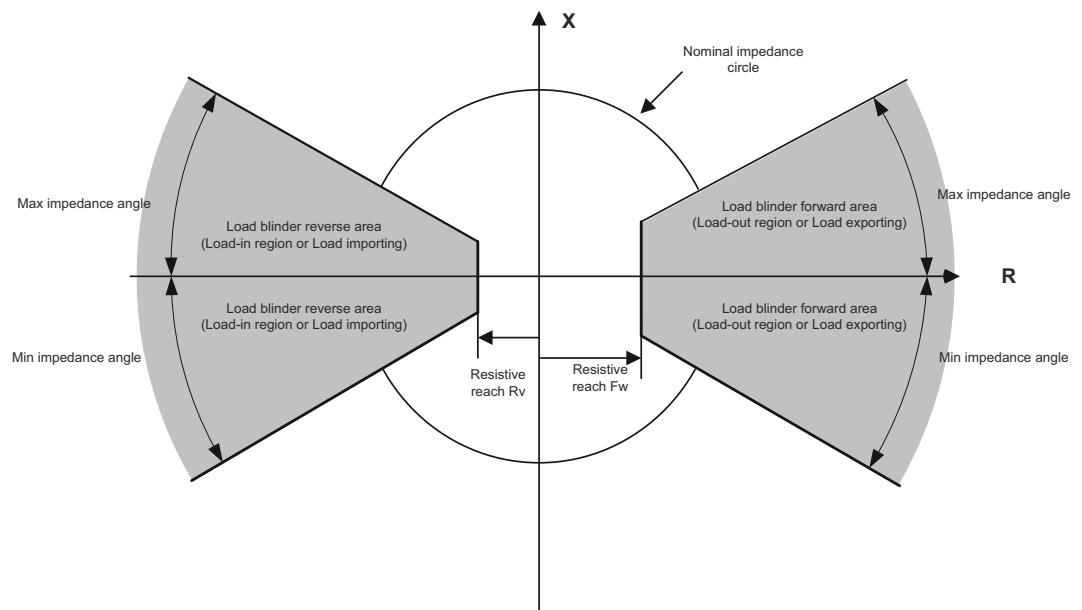 X
Nominal impedance
circle
Max impedance angle
Load blinder reverse area
(Load-in region or Load importing)
Load blinder forward area
(Load-out region or Load exporting)
Max impedance angle
R
Load blinder reverse area
(Load-in region or Load importing)
Load blinder forward area
(Load-out region or Load exporting)
Min impedance angle
Min impedance angle
Resistive
reach Rv
Resistive
reach Fw